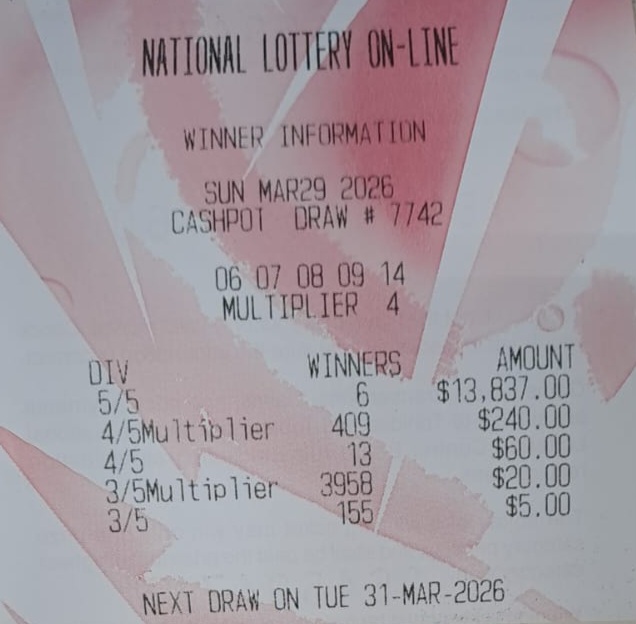 NATIONAL LOTTERY ON-LINE
WINNER INFORMATION
SUN MAR29 2026
CASHPOT DRAW # 7742
06 07 08 09 14
MULTIPLIER 4
DIV WINNERS AMOUNT
5/5 6 $13,837.00
4/5Multiplier 409 $240.00
4/5 13 $60.00
3/5Multiplier 3958 $20.00
3/5 155 $5.00
NEXT DRAW ON TUE 31-MAR-2026